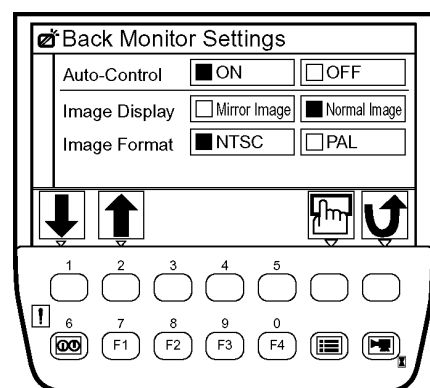 Back Monitor Settings
Auto-Control ON OFF
Image Display Mirror Image Normal Image
Image Format NTSC PAL
1 2 3 4 5
! 6 7 8 9 0
F1 F2 F3 F4